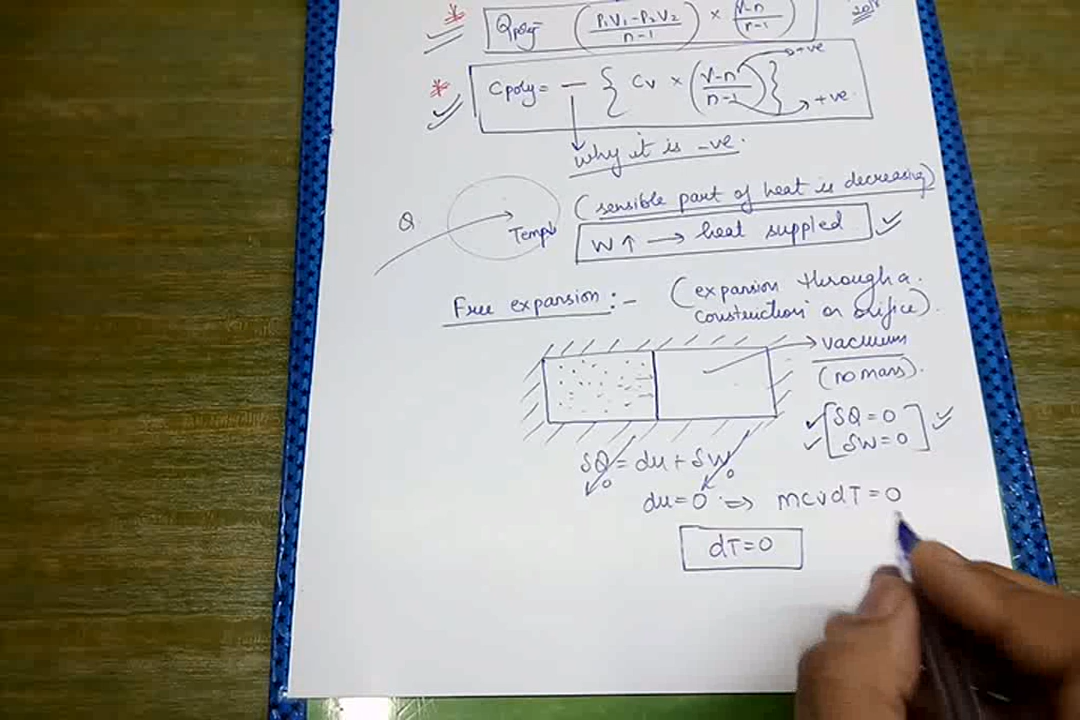 * Qpoly= (P1V1-P2V2 / n-1) × (γ-n / n-1)
* Cpoly= - { Cv × (γ-n / n-1) } +ve +ve
why it is -ve.
(sensible part of heat is decreasing)
Q Temp↓ W↑ → heat suppled
Free expansion :- (expansion through a
construction or orifice).
vacuum
(no mass).
δQ=0
δW=0
δQ = du + δW
0 0
du=0 ⇒ mcvdT=0
dT=0